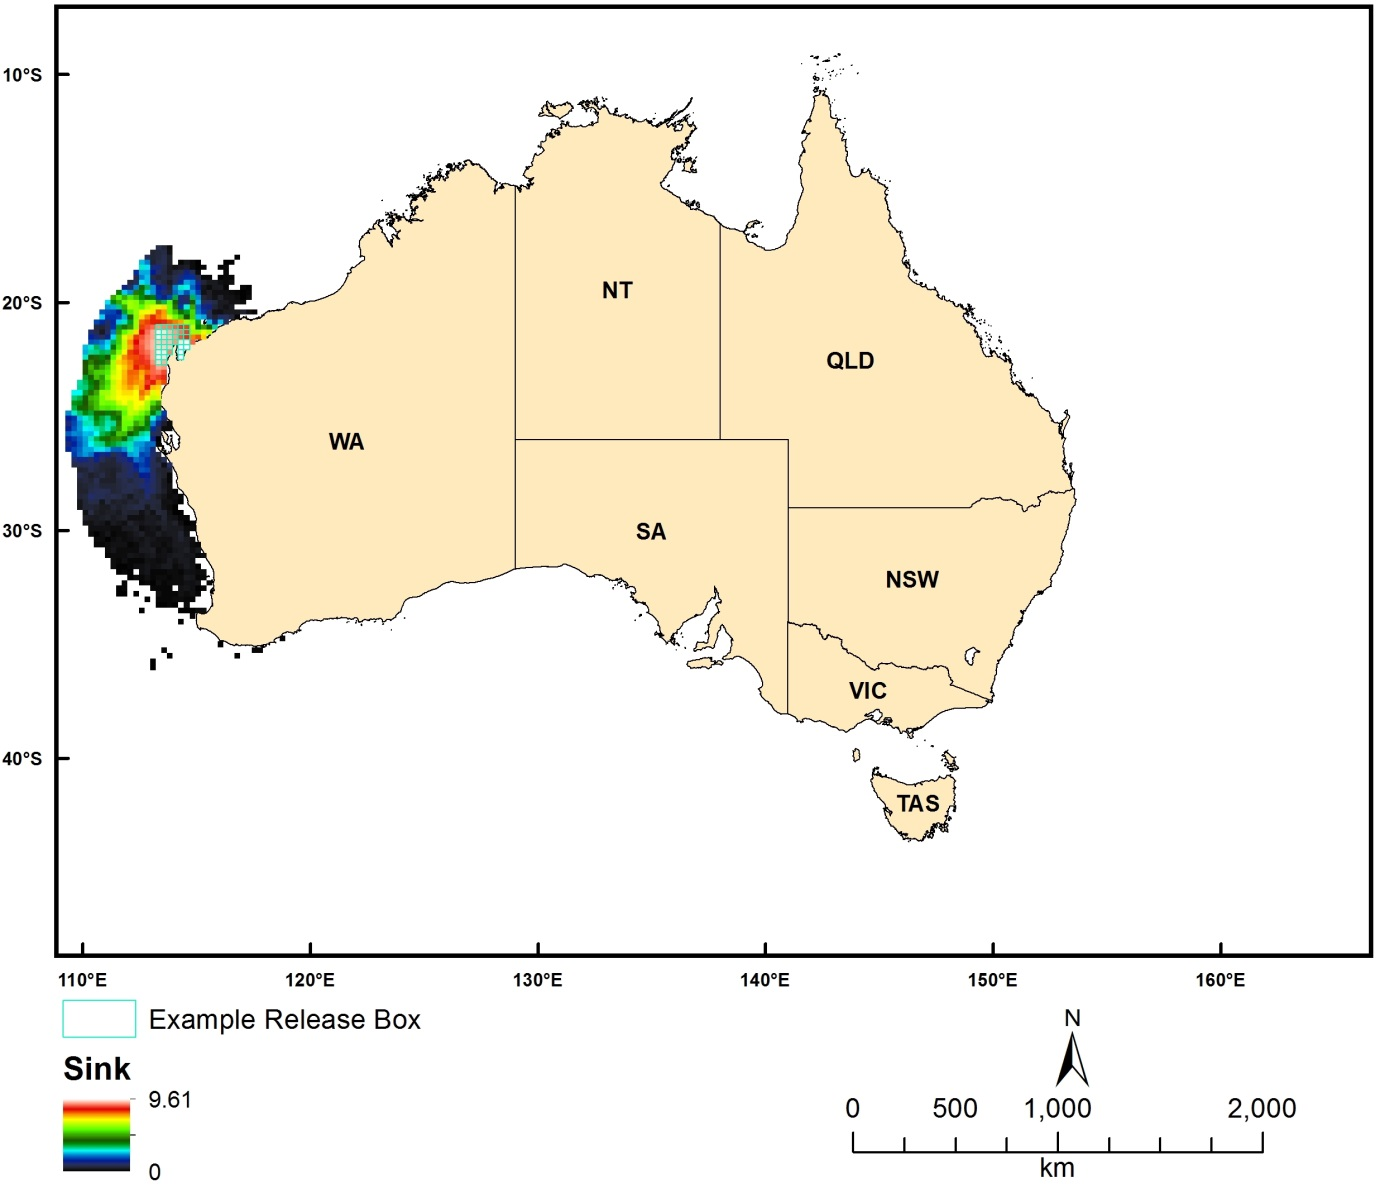 10°S
20°S
30°S
40°S
NT
QLD
WA
SA
NSW
VIC
TAS
110°E 120°E 130°E 140°E 150°E 160°E
Example Release Box
Sink
9.61
0
N
0 500 1,000 2,000
km